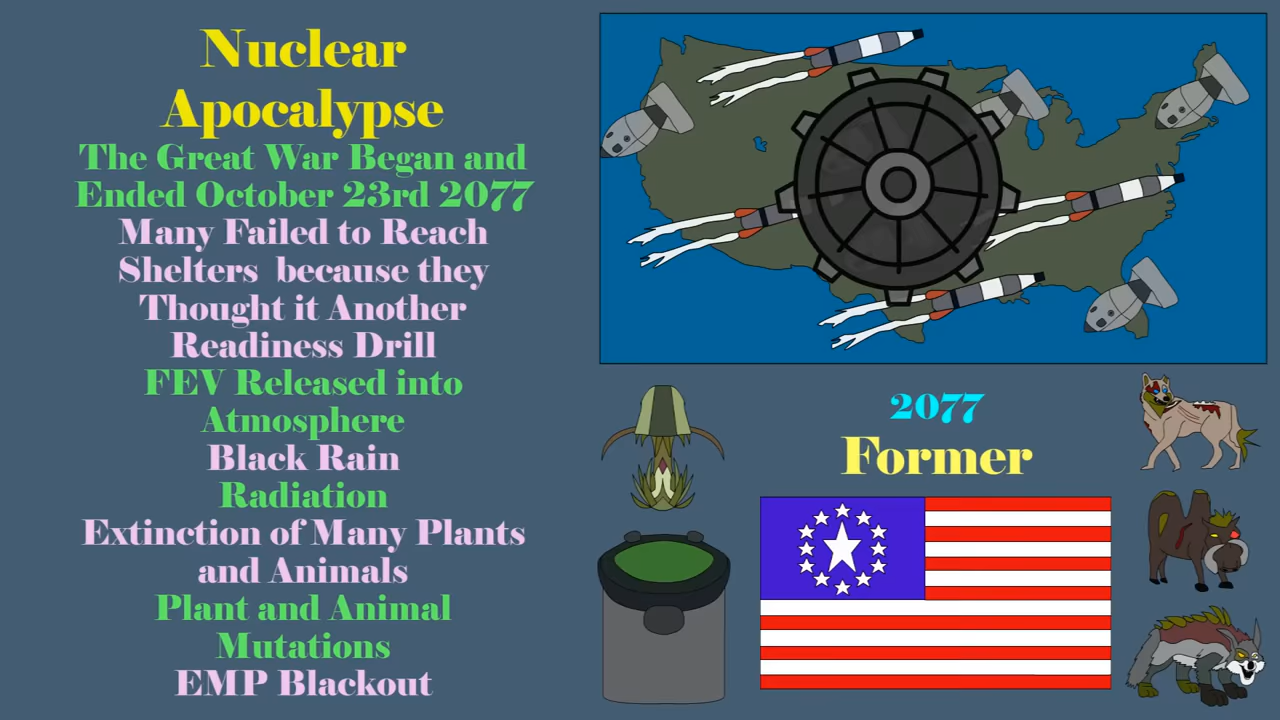 Nuclear
Apocalypse
The Great War Began and
Ended October 23rd 2077
Many Failed to Reach
Shelters  because they
Thought it Another
Readiness Drill
FEV Released into
Atmosphere
Black Rain
Radiation
Extinction of Many Plants
and Animals
Plant and Animal
Mutations
EMP Blackout
2077
Former